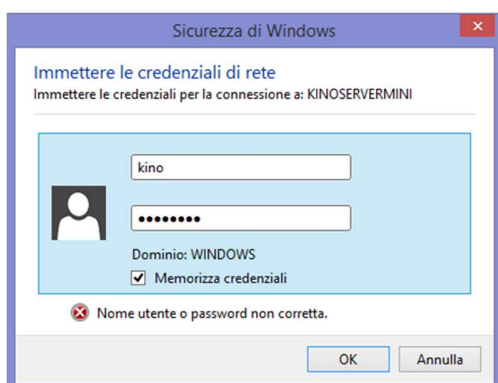 Sicurezza di Windows
Immettere le credenziali di rete
Immettere le credenziali per la connessione a: KINOSERVERMINI
kino
••••••••
Dominio: WINDOWS
Memorizza credenziali
Nome utente o password non corretta.
OK
Annulla